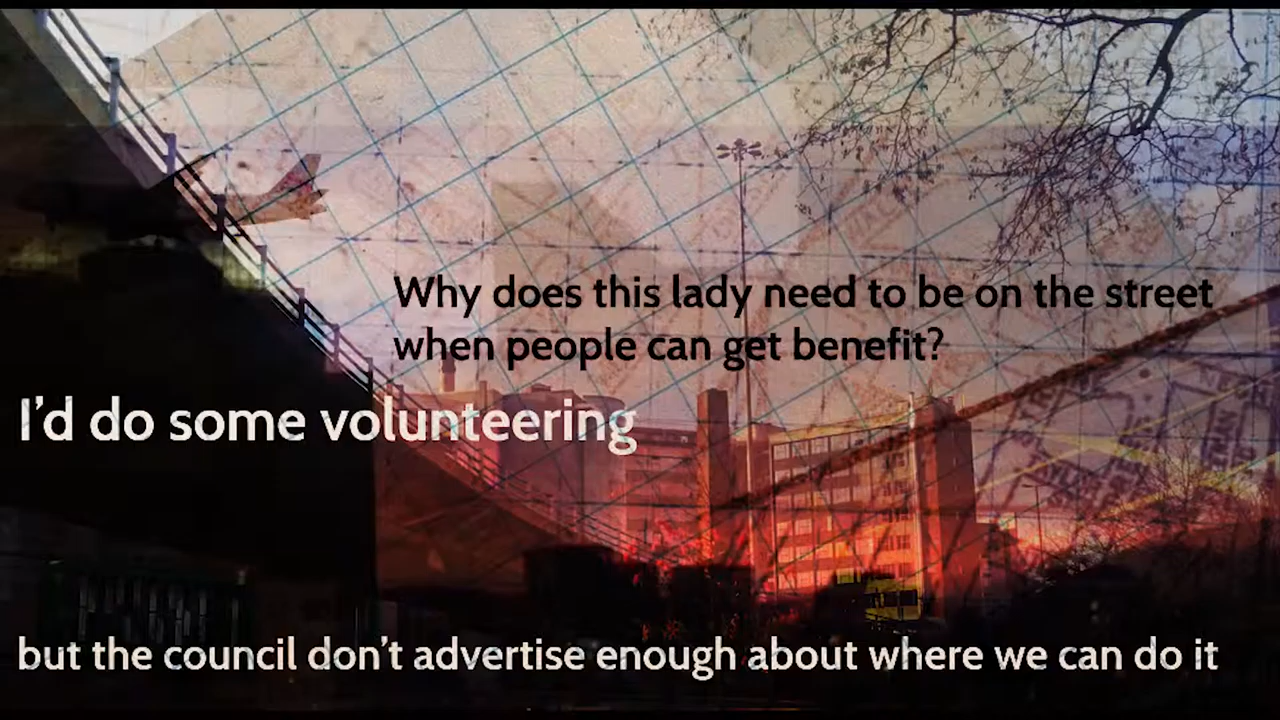 Why does this lady need to be on the street
when people can get benefit?
I'd do some volunteering
but the council don't advertise enough about where we can do it